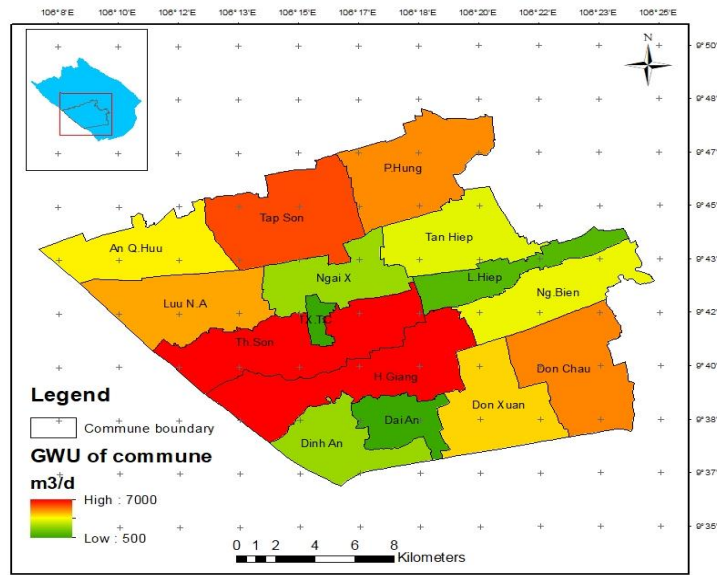 106° 8' E 106° 10' E 106° 12' E 106° 14' E 106° 15' E 106° 17' E 106° 18' E 106° 20' E 106° 22' E 106° 23' E 106° 25' E
N
9° 50'
9° 48'
9° 47'
9° 45'
9° 43'
9° 42'
9° 40'
9° 38'
9° 37'
9° 35'
P.Hung
Tap Son
Tan Hiep
An Q.Huu
Ngai X
L.Hiep
Ng.Bien
Luu N.A
TX.TC
Th.Son
H.Giang
Don Chau
Don Xuan
Dai An
Dinh An
Legend
Commune boundary
GWU of commune
m3/d
High : 7000
Low : 500
0 1 2 4 6 8
Kilometers